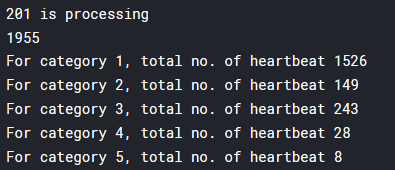 201 is processing
1955
For category 1, total no. of heartbeat 1526
For category 2, total no. of heartbeat 149
For category 3, total no. of heartbeat 243
For category 4, total no. of heartbeat 28
For category 5, total no. of heartbeat 8